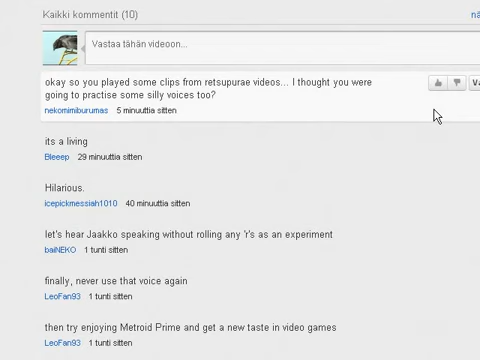 Kaikki kommentit (10)
Vastaa tähän videoon...
okay so you played some clips from retsupurae videos... I thought you were
going to practise some silly voices too?
nekomimiburumas 5 minuuttia sitten
its a living
Bleeep 29 minuuttia sitten
Hilarious.
icepickmessiah1010 40 minuuttia sitten
let's hear Jaakko speaking without rolling any 'r's as an experiment
baiNEKO 1 tunti sitten
finally, never use that voice again
LeoFan93 1 tunti sitten
then try enjoying Metroid Prime and get a new taste in video games
LeoFan93 1 tunti sitten